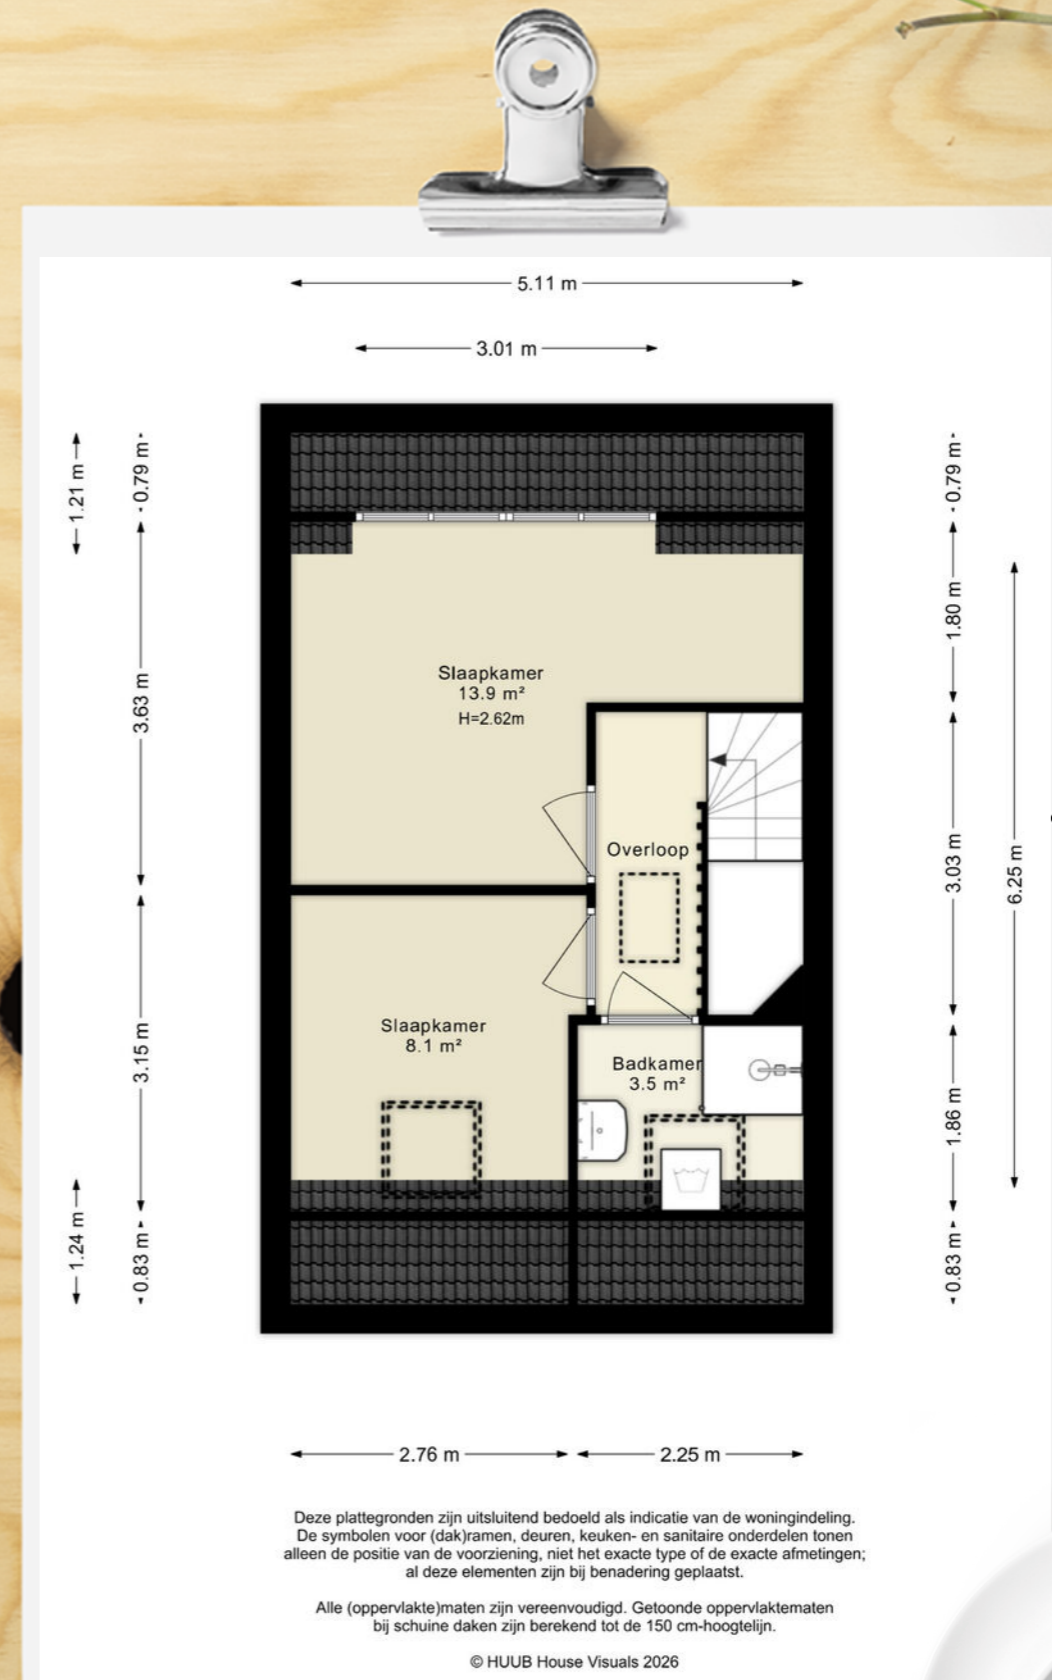 5.11 m
3.01 m
1.21 m
0.79 m
0.79 m
3.63 m
1.80 m
Slaapkamer
13.9 m²
H=2.62m
Overloop
3.03 m
6.25 m
Slaapkamer
8.1 m²
3.15 m
Badkamer
3.5 m²
1.86 m
1.24 m
0.83 m
0.83 m
2.76 m
2.25 m
Deze plattegronden zijn uitsluitend bedoeld als indicatie van de woningindeling.
De symbolen voor (dak)ramen, deuren, keuken- en sanitaire onderdelen tonen
alleen de positie van de voorziening, niet het exacte type of de exacte afmetingen;
al deze elementen zijn bij benadering geplaatst.
Alle (oppervlakte)maten zijn vereenvoudigd. Getoonde oppervlaktematen
bij schuine daken zijn berekend tot de 150 cm-hoogtelijn.
© HUUB House Visuals 2026